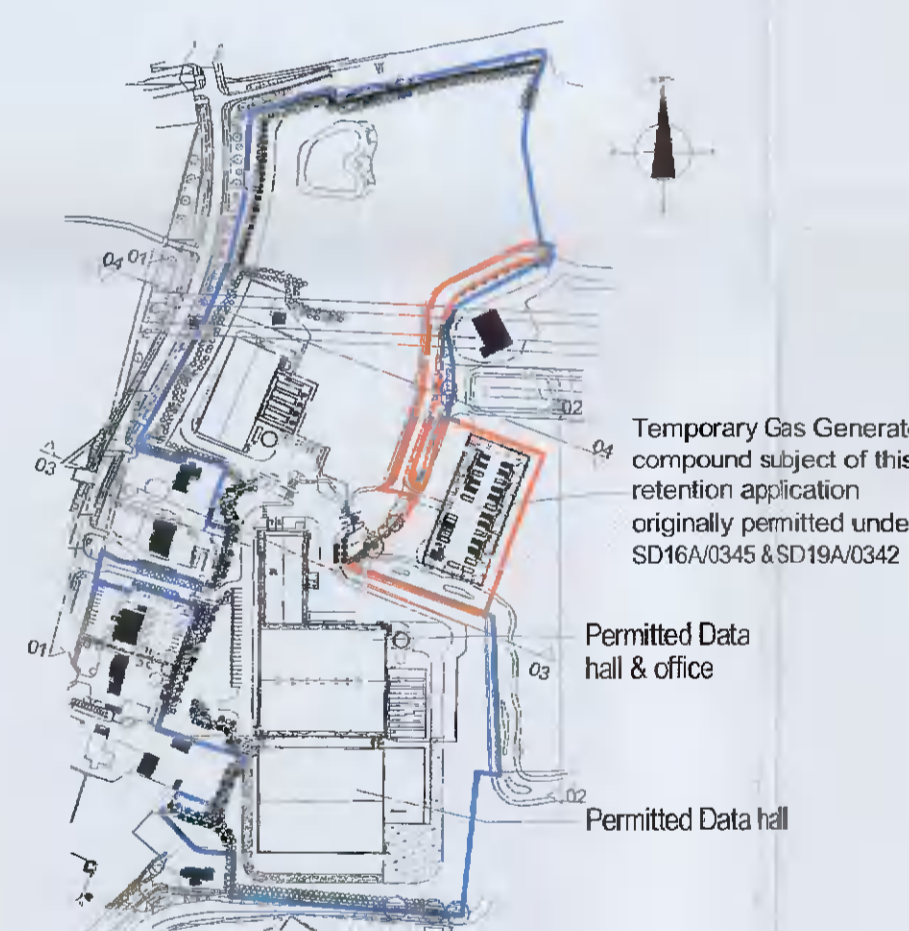 04 01
02
04
03
Temporary Gas Generat
compound subject of this
retention application
originally permitted unde
SD16A/0345 & SD19A/0342
01
03
Permitted Data
hall & office
02
Permitted Data hall